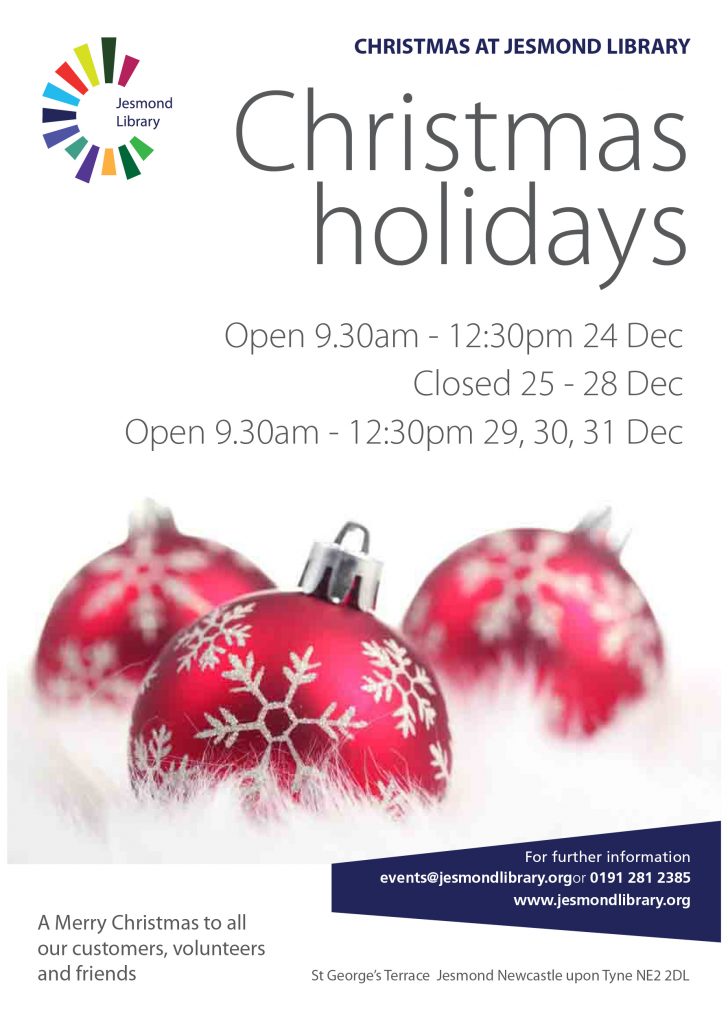 CHRISTMAS AT JESMOND LIBRARY
Jesmond
Library
Christmas
holidays
Open 9.30am - 12:30pm 24 Dec
Closed 25 - 28 Dec
Open 9.30am - 12:30pm 29, 30, 31 Dec
For further information
events@jesmondlibrary.orgor 0191 281 2385
www.jesmondlibrary.org
A Merry Christmas to all
our customers, volunteers
and friends
St George's Terrace Jesmond Newcastle upon Tyne NE2 2DL